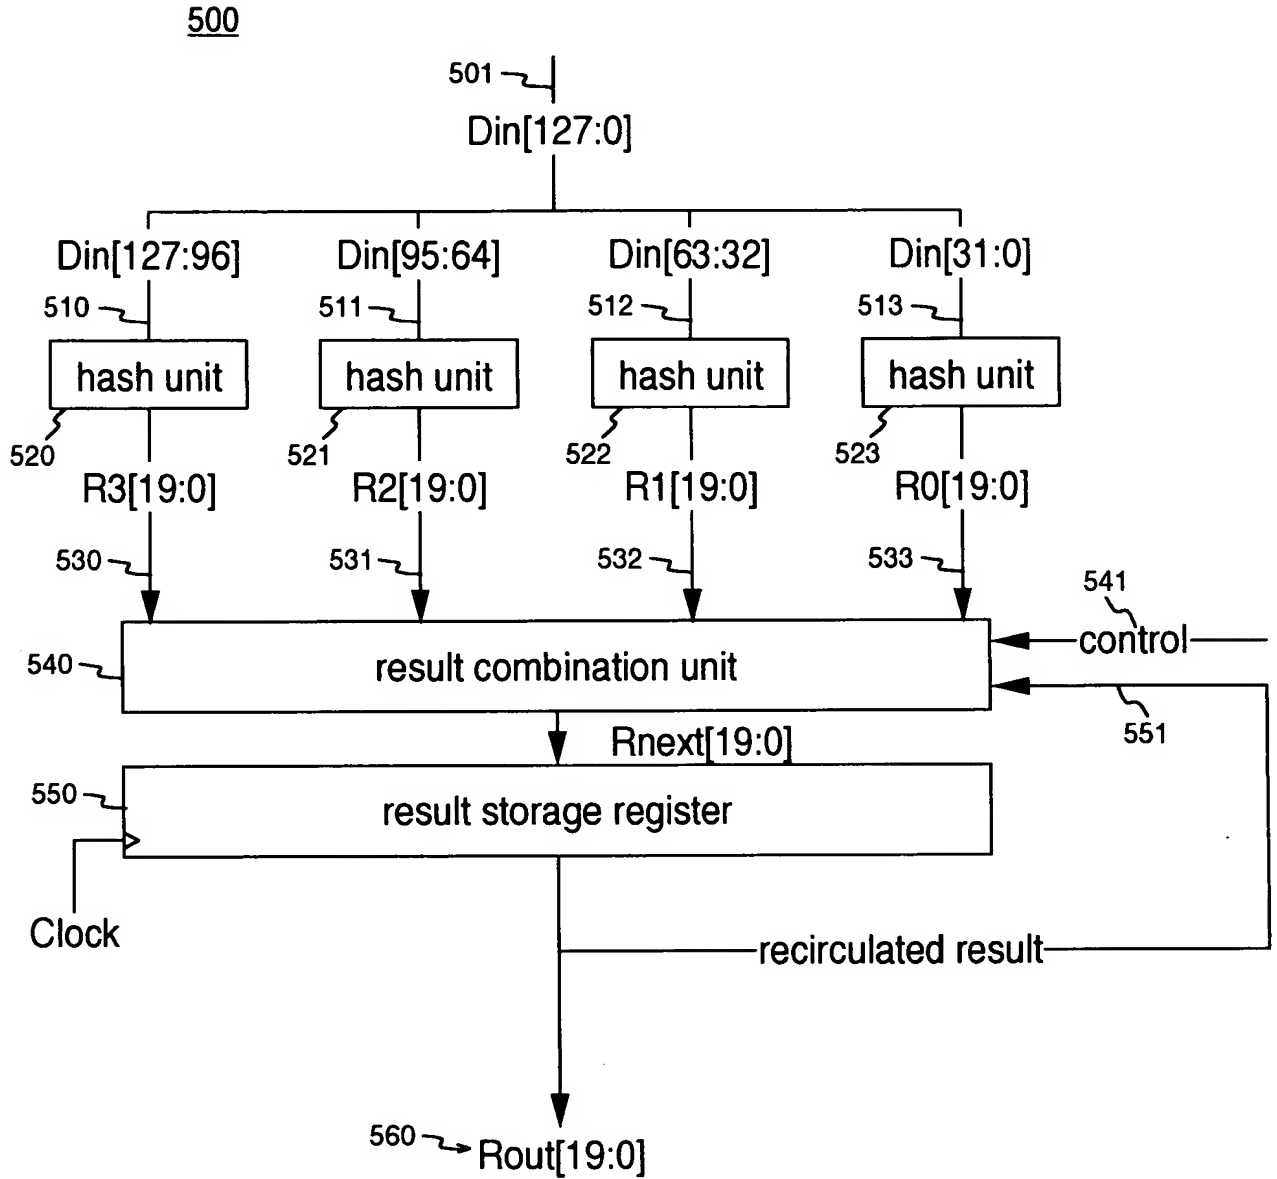 500
501
Din[127:0]
Din[127:96] Din[95:64] Din[63:32] Din[31:0]
510 511 512 513
hash unit hash unit hash unit hash unit
520 521 522 523
R3[19:0] R2[19:0] R1[19:0] R0[19:0]
530 531 532 533
541
control
540 result combination unit
551
Rnext[19:0]
550 result storage register
Clock
recirculated result
560 Rout[19:0]